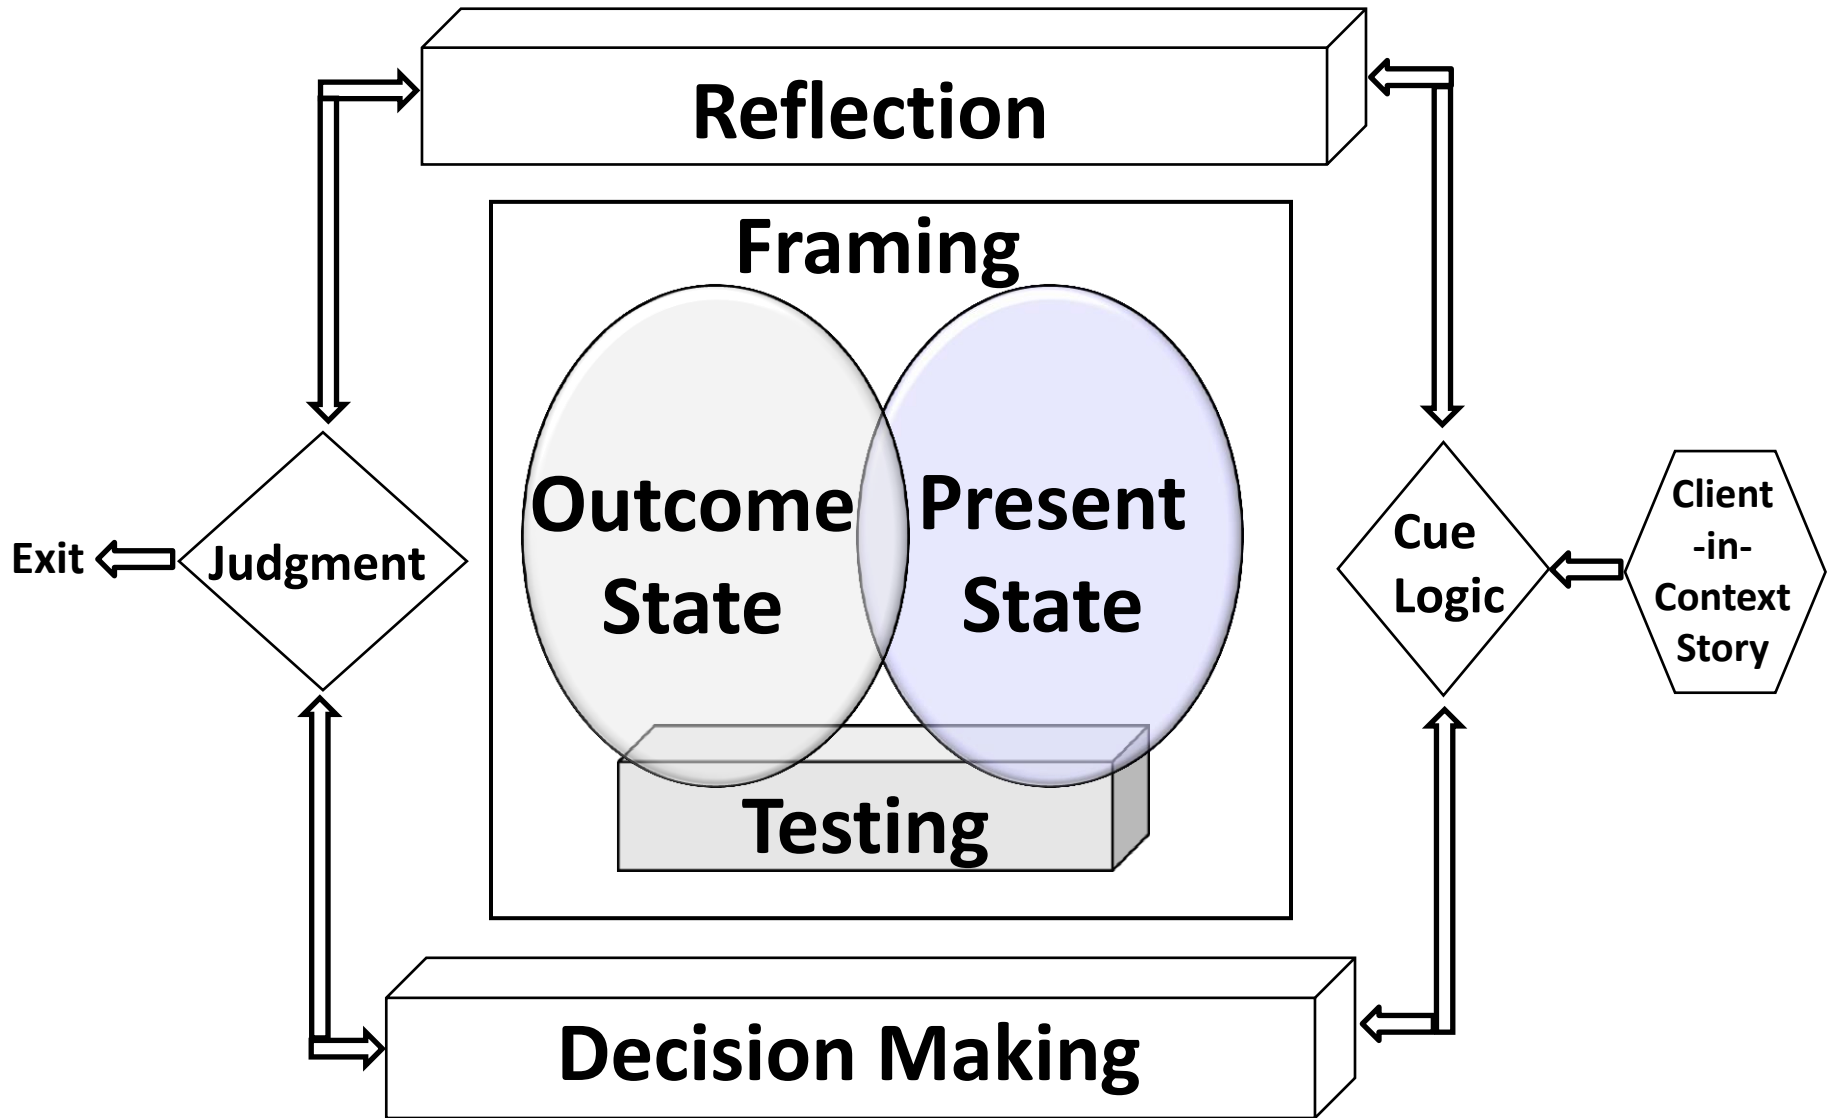 Reflection
Framing
Outcome
State
Present
State
Testing
Exit
Judgment
Cue
Logic
Client
-in-
Context
Story
Decision Making